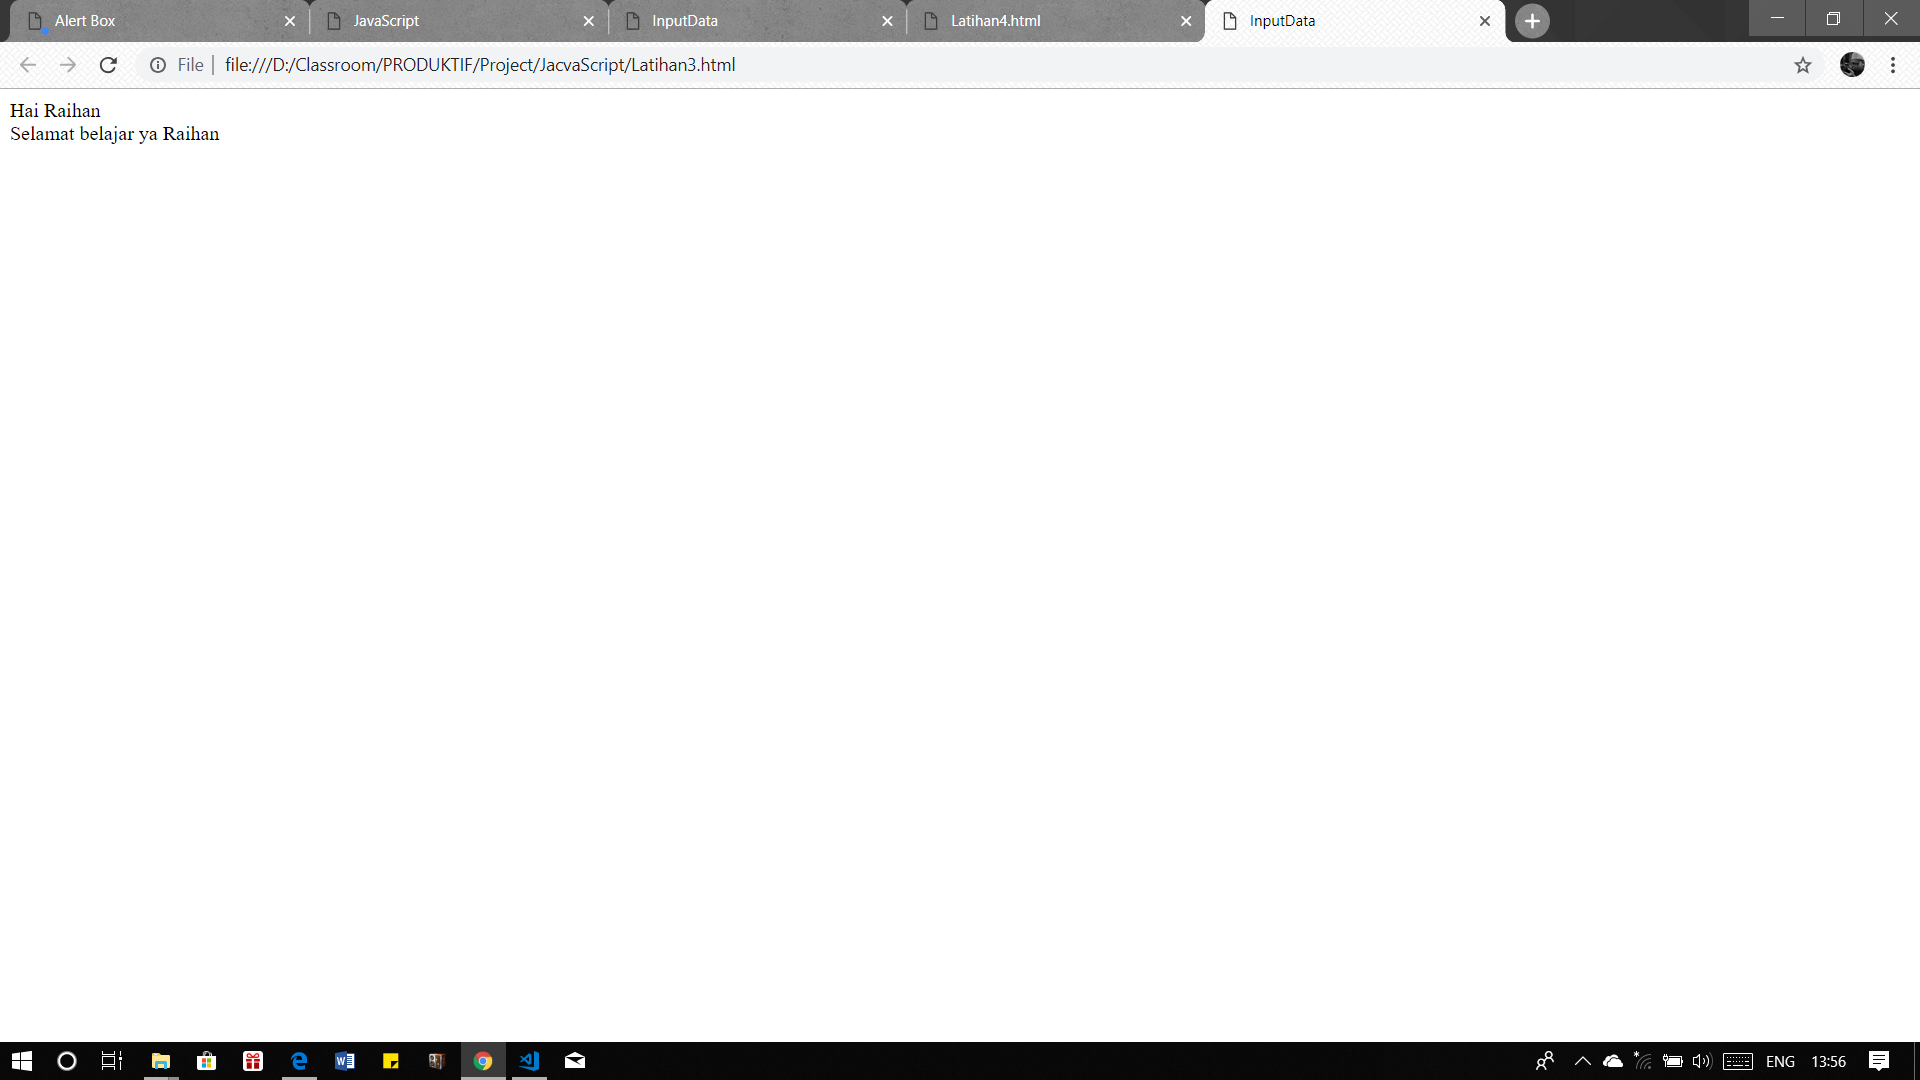 Alert Box
JavaScript
InputData
Latihan4.html
InputData
File
file:///D:/Classroom/PRODUKTIF/Project/JacvaScript/Latihan3.html
Hai Raihan
Selamat belajar ya Raihan
ENG
13:56